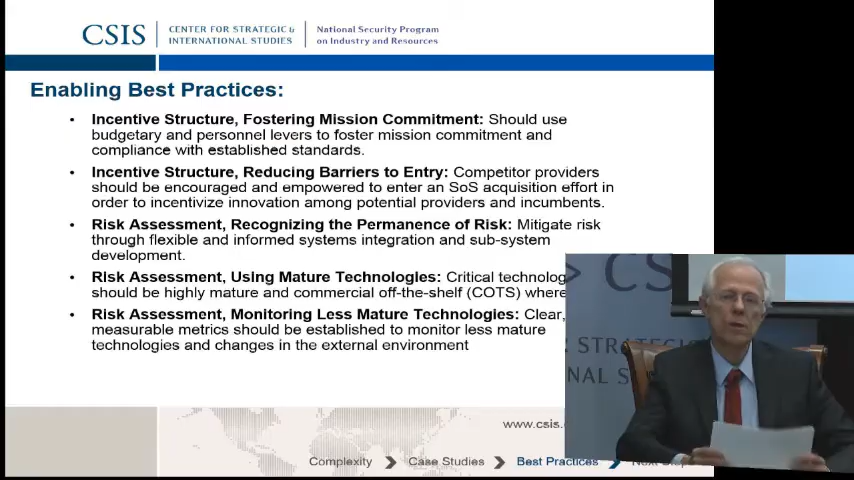 CSIS
CENTER FOR STRATEGIC &
INTERNATIONAL STUDIES
National Security Program
on Industry and Resources
Enabling Best Practices:
• Incentive Structure, Fostering Mission Commitment: Should use
budgetary and personnel levers to foster mission commitment and
compliance with established standards.
• Incentive Structure, Reducing Barriers to Entry: Competitor providers
should be encouraged and empowered to enter an SoS acquisition effort in
order to incentivize innovation among potential providers and incumbents.
• Risk Assessment, Recognizing the Permanence of Risk: Mitigate risk
through flexible and informed systems integration and sub-system
development.
• Risk Assessment, Using Mature Technologies: Critical technolog
should be highly mature and commercial off-the-shelf (COTS) where
• Risk Assessment, Monitoring Less Mature Technologies: Clear,
measurable metrics should be established to monitor less mature
technologies and changes in the external environment
> CS
R STRATEG
NAL S
www.csis.
Complexity Case Studies Best Practices